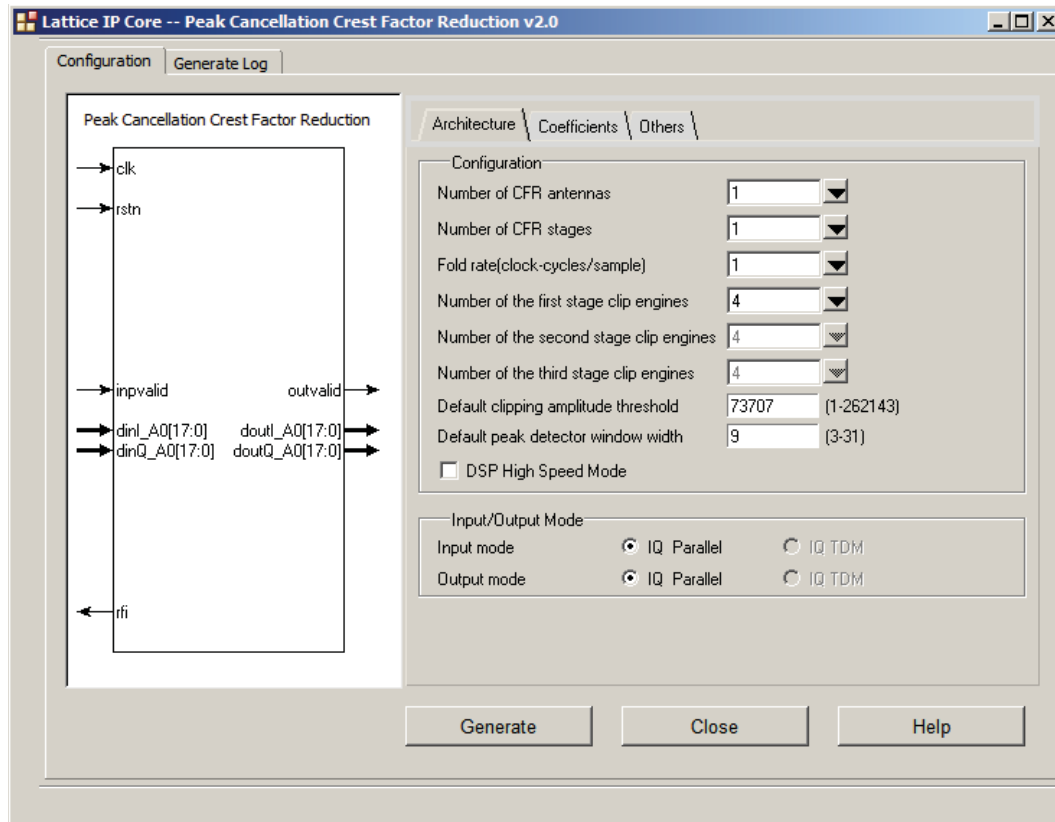 Lattice IP Core -- Peak Cancellation Crest Factor Reduction v2.0
Configuration Generate Log
Peak Cancellation Crest Factor Reduction
clk
rstn
inpvalid outvalid
dinI_A0[17:0] doutI_A0[17:0]
dinQ_A0[17:0] doutQ_A0[17:0]
rfi
Architecture Coefficients Others
Configuration
Number of CFR antennas 1
Number of CFR stages 1
Fold rate(clock-cycles/sample) 1
Number of the first stage clip engines 4
Number of the second stage clip engines 4
Number of the third stage clip engines 4
Default clipping amplitude threshold 73707 (1-262143)
Default peak detector window width 9 (3-31)
DSP High Speed Mode
Input/Output Mode
Input mode IQ Parallel IQ TDM
Output mode IQ Parallel IQ TDM
Generate Close Help